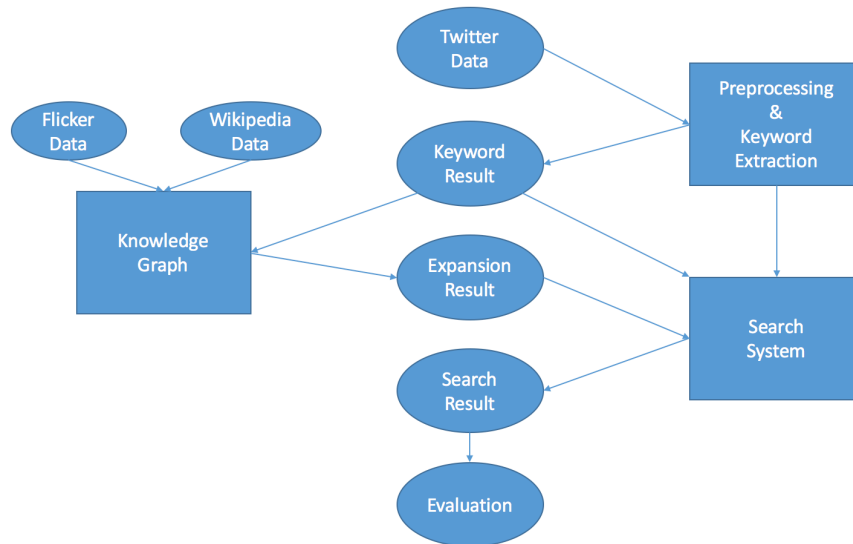 Twitter
Data
Preprocessing
&
Keyword
Extraction
Flicker
Data
Wikipedia
Data
Keyword
Result
Knowledge
Graph
Expansion
Result
Search
System
Search
Result
Evaluation